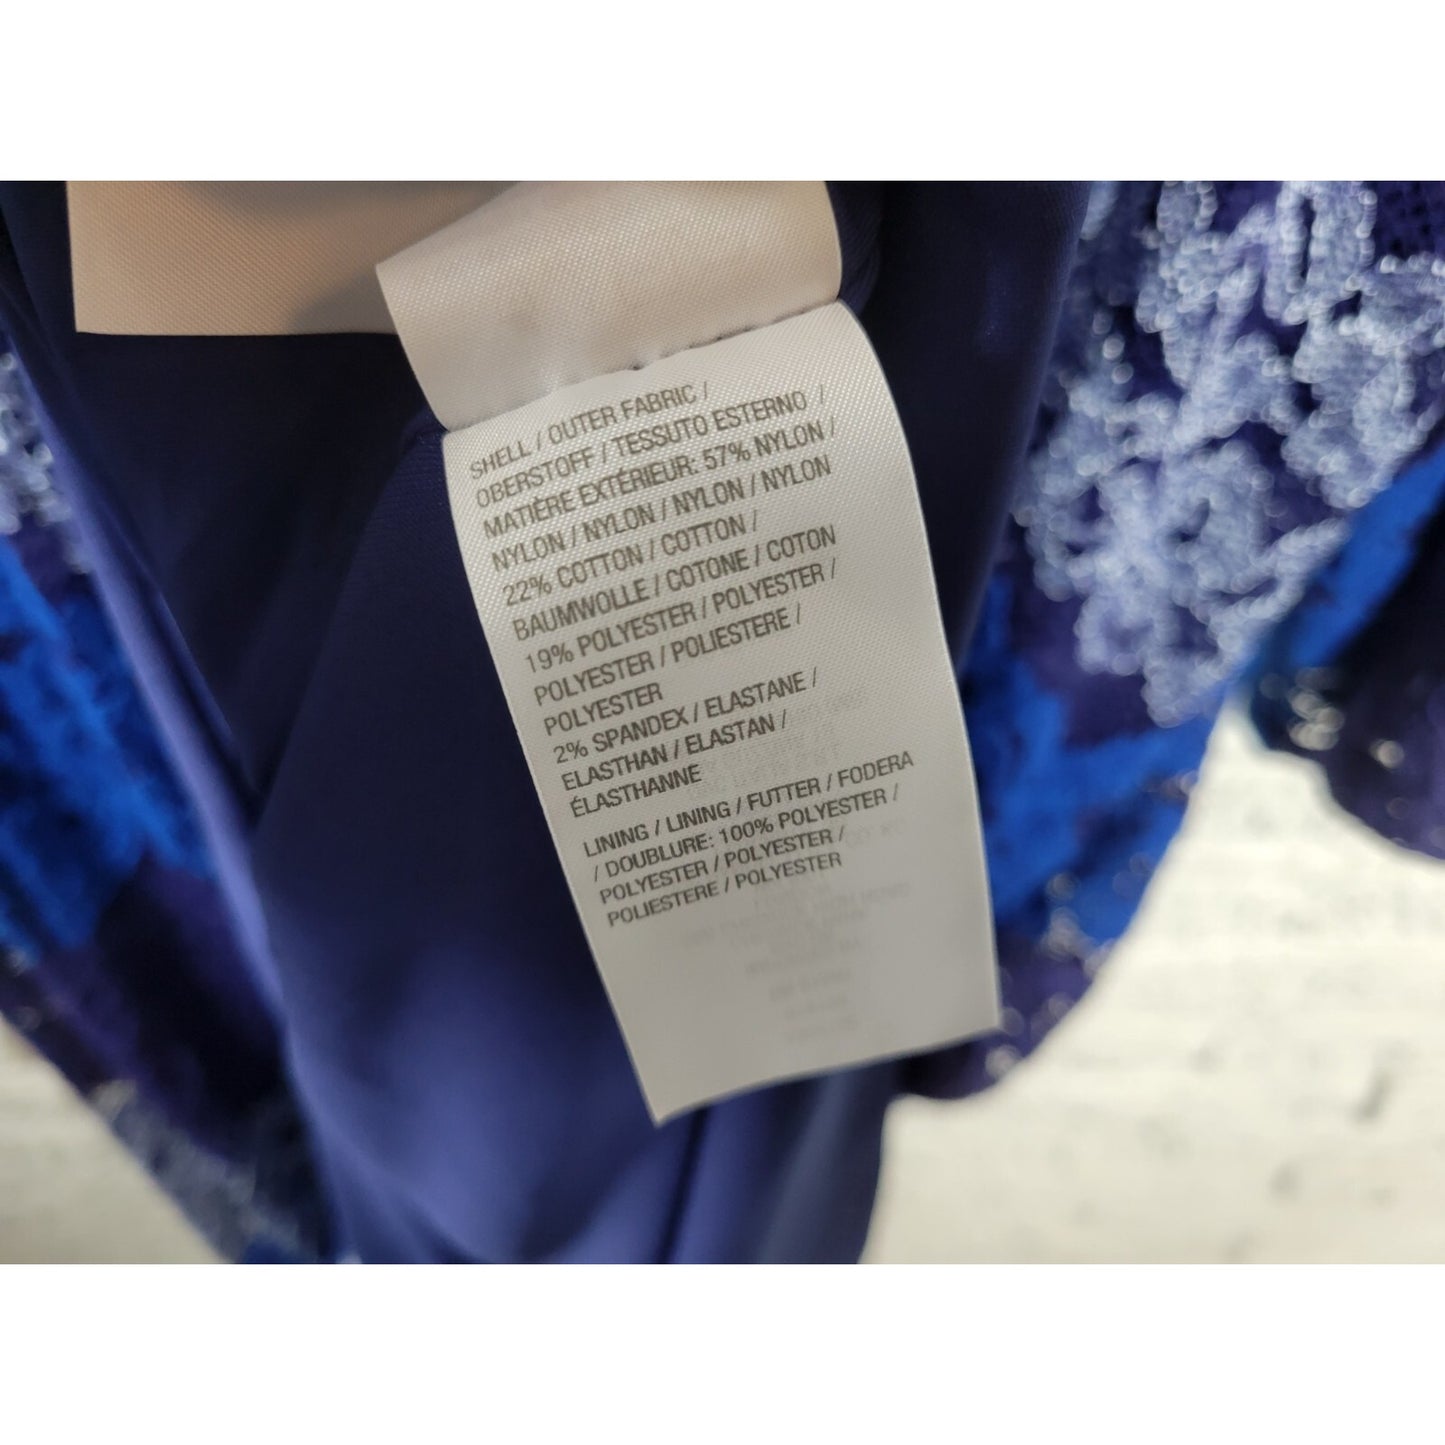 SHELL / OUTER FABRIC /
OBERSTOFF / TESSUTO ESTERNO /
MATIÈRE EXTÉRIEUR: 57% NYLON /
NYLON / NYLON / NYLON / NYLON
22% COTTON / COTTON /
BAUMWOLLE / COTONE / COTON
19% POLYESTER / POLYESTER /
POLYESTER / POLIESTERE /
POLYESTER
2% SPANDEX / ELASTANE /
ELASTHAN / ELASTAN /
ÉLASTHANNE
LINING / LINING / FUTTER / FODERA
/ DOUBLURE: 100% POLYESTER /
POLYESTER / POLYESTER /
POLIESTERE / POLYESTER